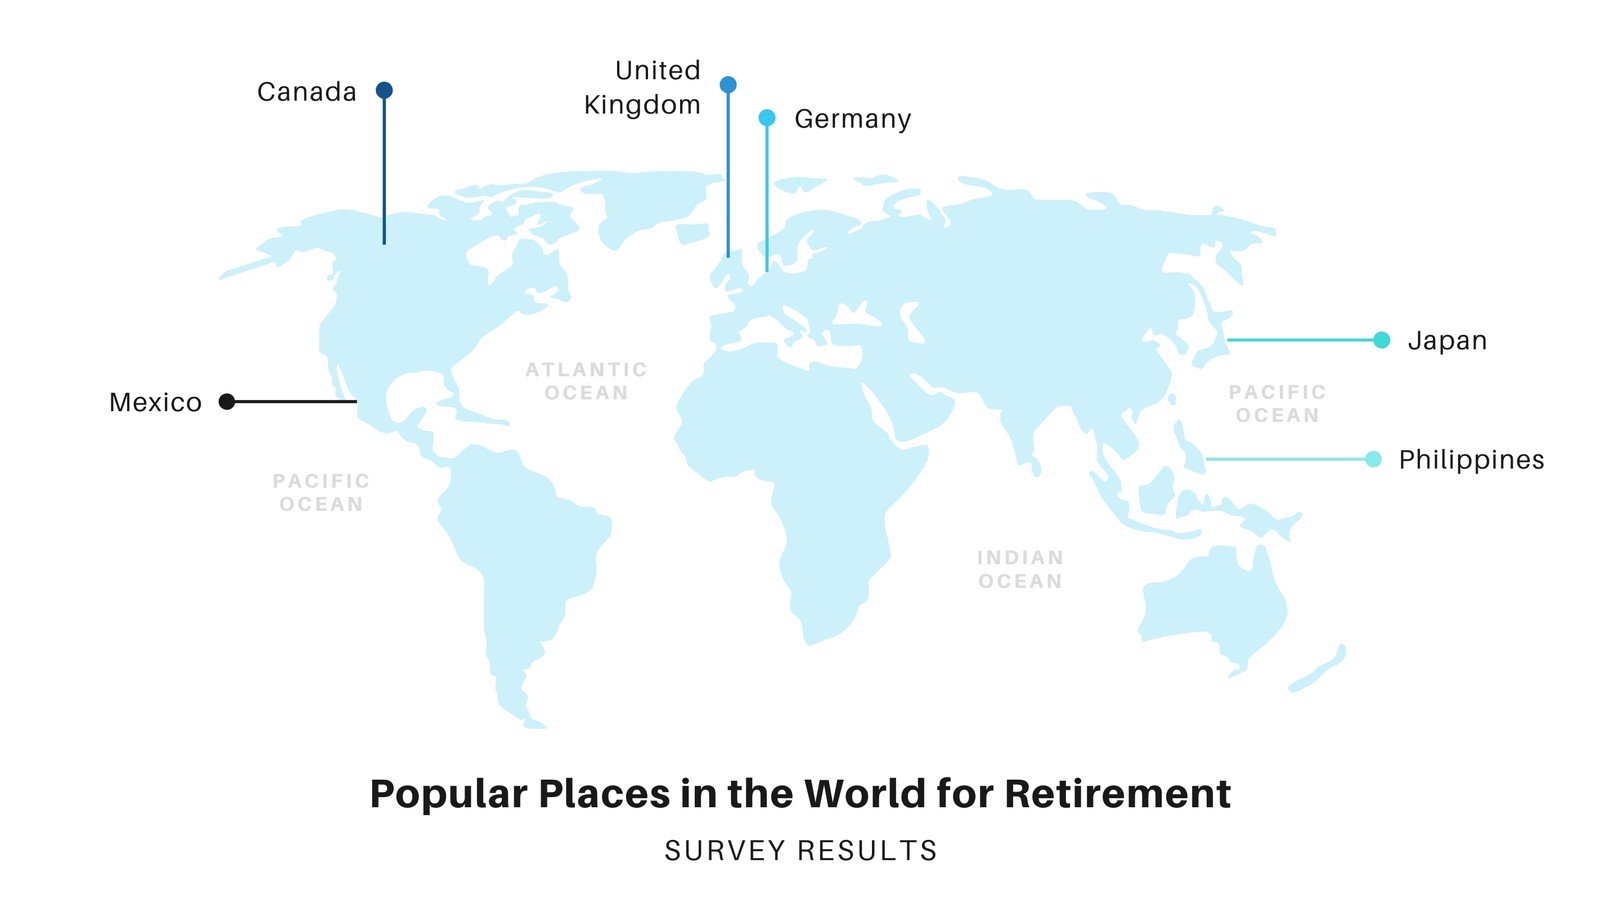 Canada
United
Kingdom
Germany
Japan
Mexico
Philippines
ATLANTIC
OCEAN
PACIFIC
OCEAN
PACIFIC
OCEAN
INDIAN
OCEAN
Popular Places in the World for Retirement
SURVEY RESULTS